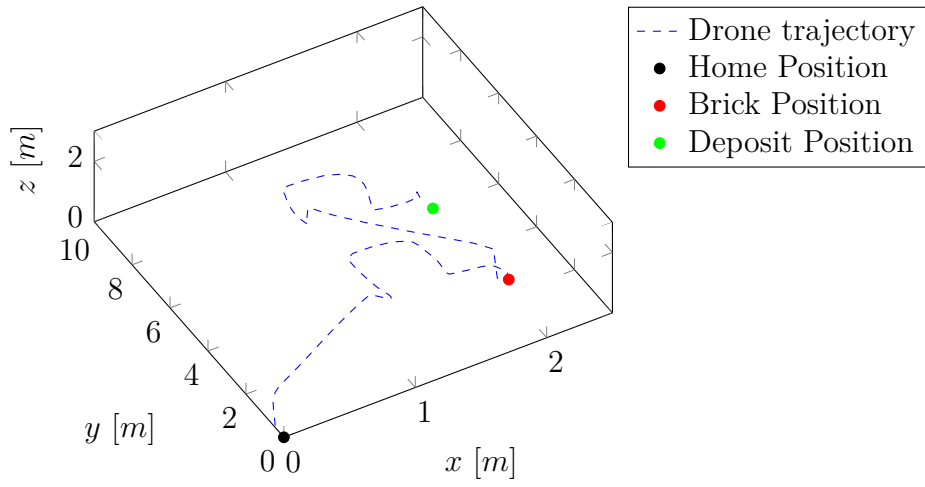 Drone trajectory
Home Position
Brick Position
Deposit Position
z [m]
2
0
10
8
6
4
2
0
y [m]
0
1
2
x [m]